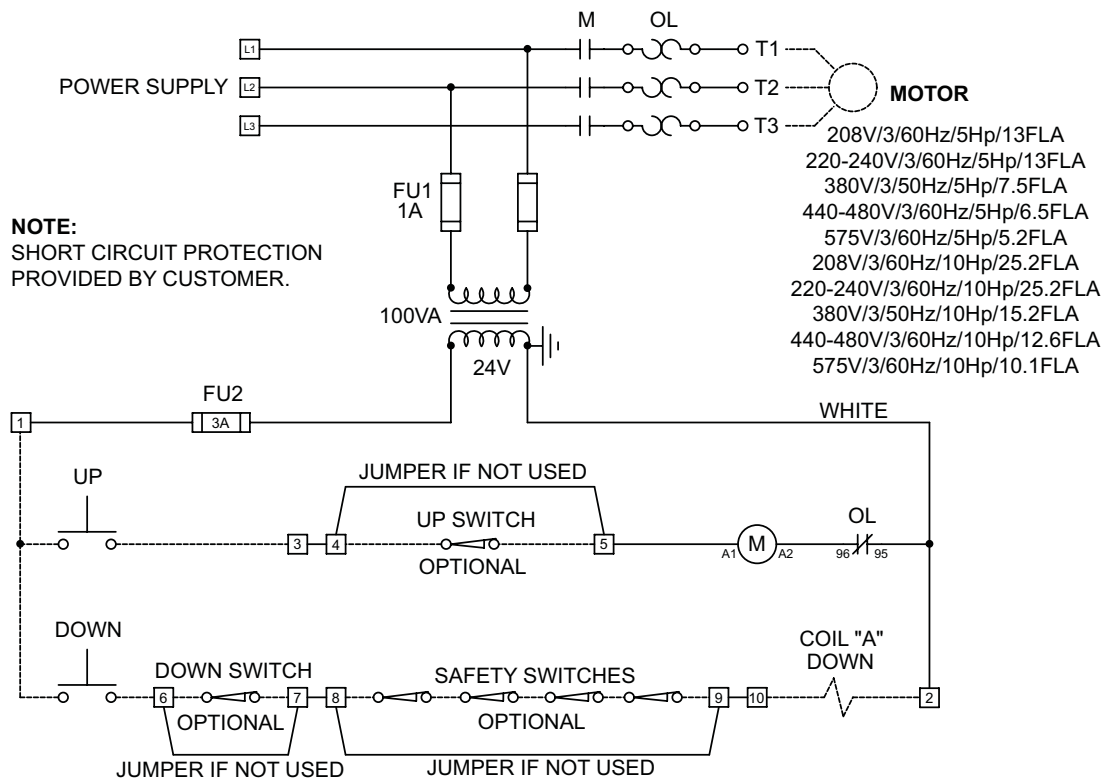 M OL
L1
T1
POWER SUPPLY L2
T2
MOTOR
L3
T3
208V/3/60Hz/5Hp/13FLA
220-240V/3/60Hz/5Hp/13FLA
380V/3/50Hz/5Hp/7.5FLA
440-480V/3/60Hz/5Hp/6.5FLA
575V/3/60Hz/5Hp/5.2FLA
208V/3/60Hz/10Hp/25.2FLA
220-240V/3/60Hz/10Hp/25.2FLA
380V/3/50Hz/10Hp/15.2FLA
440-480V/3/60Hz/10Hp/12.6FLA
575V/3/60Hz/10Hp/10.1FLA
FU1
1A
NOTE:
SHORT CIRCUIT PROTECTION
PROVIDED BY CUSTOMER.
100VA
24V
FU2
1
3A
WHITE
UP
JUMPER IF NOT USED
UP SWITCH
OPTIONAL
3 4 5
A1 M A2
OL
96 95
DOWN
DOWN SWITCH
OPTIONAL
SAFETY SWITCHES
OPTIONAL
COIL "A"
DOWN
6 7 8 9 10 2
JUMPER IF NOT USED
JUMPER IF NOT USED